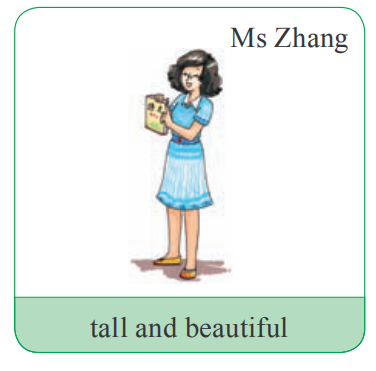 Ms Zhang
tall and beautiful